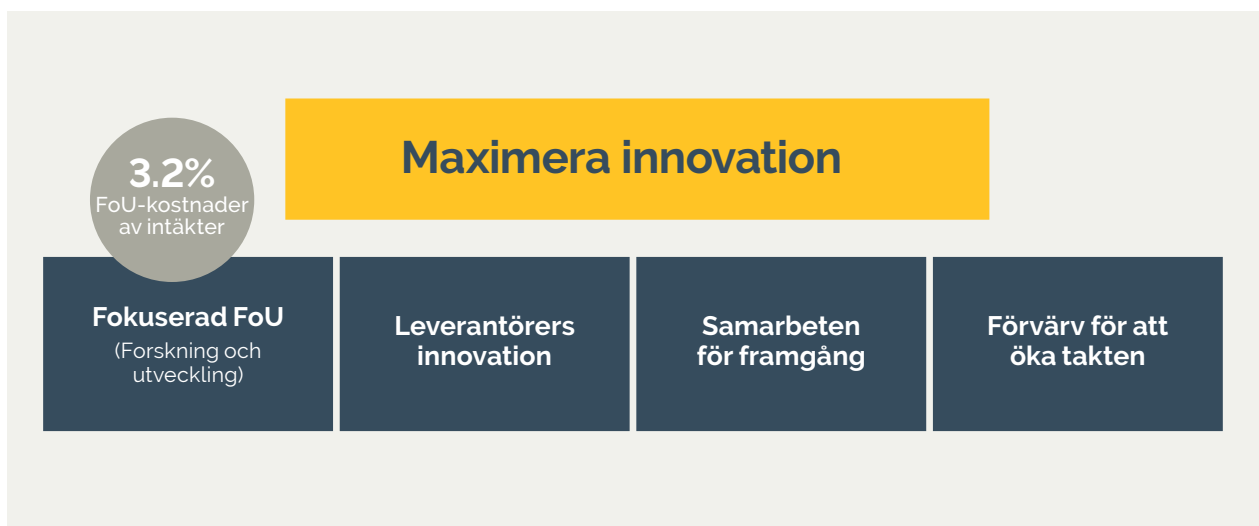 Maximera innovation
3.2%
FoU-kostnader
av intäkter
Fokuserad FoU
(Forskning och
utveckling)
Leverantörers
innovation
Samarbeten
för framgång
Förvärv för att
öka takten